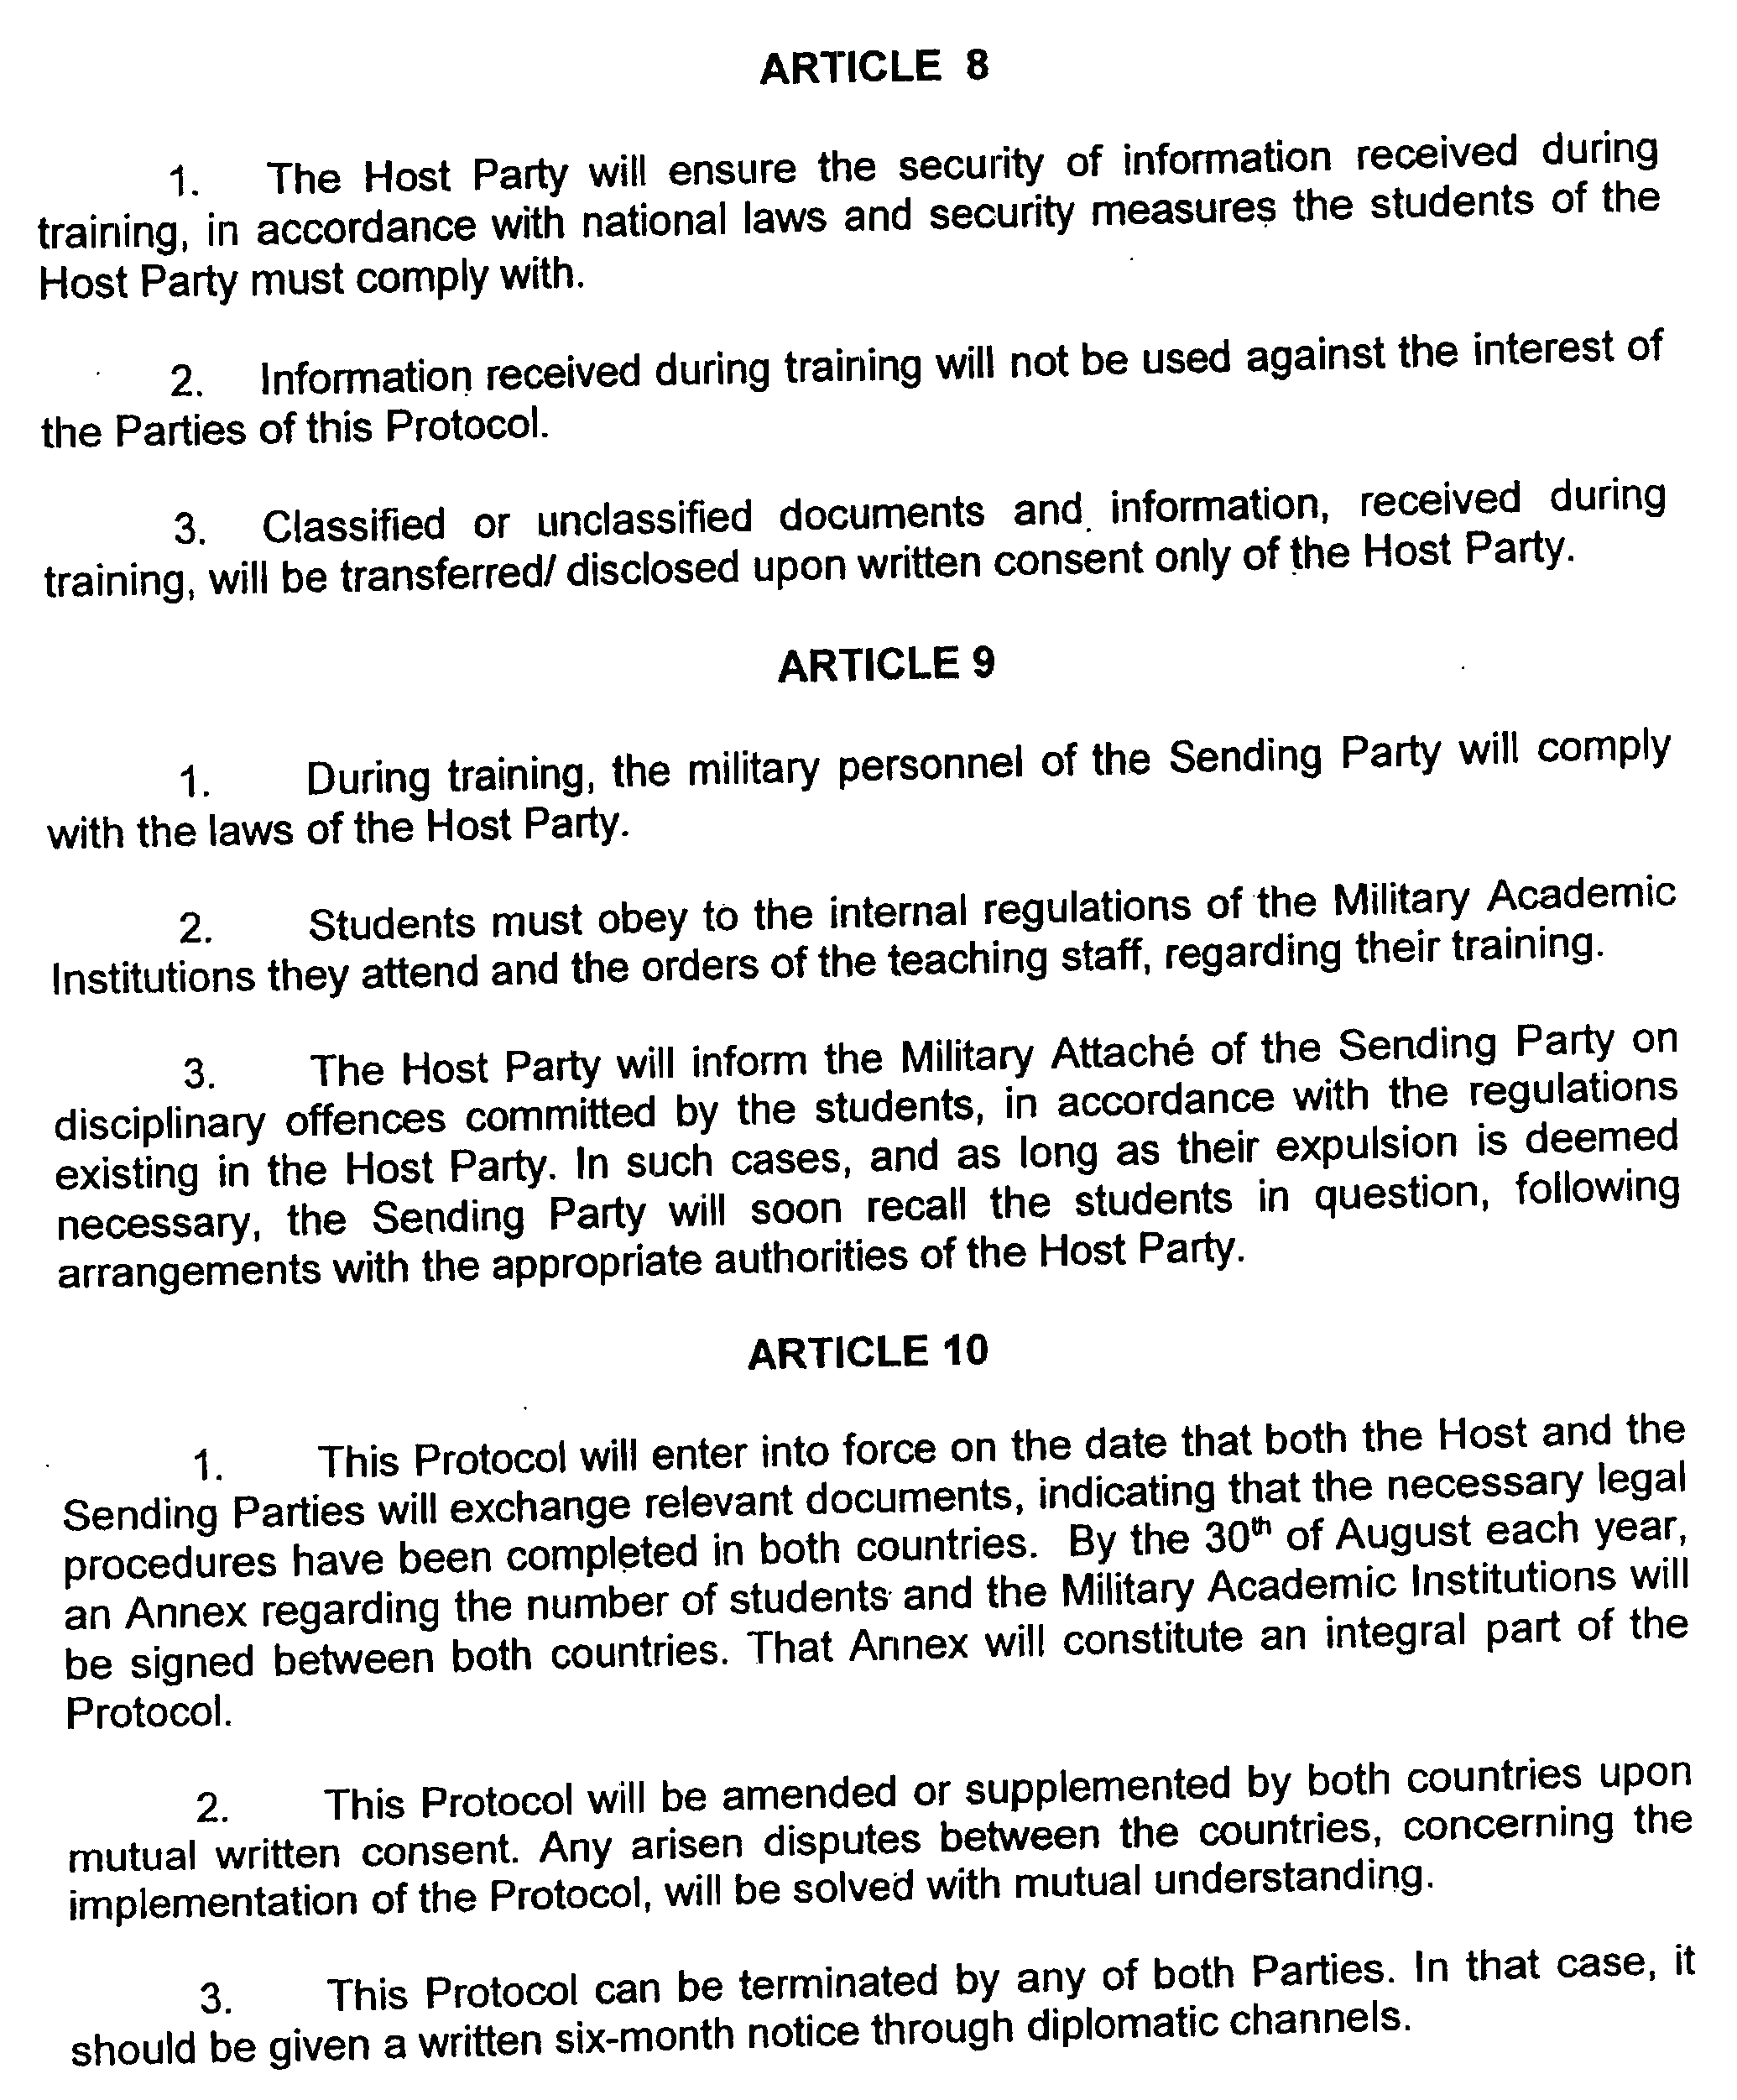 ARTICLE 8
1. The Host Party will ensure the security of information received during
training, in accordance with national laws and security measures the students of the
Host Party must comply with.
2. Information received during training will not be used against the interest of
the Parties of this Protocol.
3. Classified or unclassified documents and information, received during
training, will be transferred/ disclosed upon written consent only of the Host Party.
ARTICLE 9
1. During training, the military personnel of the Sending Party will comply
with the laws of the Host Party.
2. Students must obey to the internal regulations of the Military Academic
Institutions they attend and the orders of the teaching staff, regarding their training.
3. The Host Party will inform the Military Attaché of the Sending Party on
disciplinary offences committed by the students, in accordance with the regulations
existing in the Host Party. In such cases, and as long as their expulsion is deemed
necessary, the Sending Party will soon recall the students in question, following
arrangements with the appropriate authorities of the Host Party.
ARTICLE 10
1. This Protocol will enter into force on the date that both the Host and the
Sending Parties will exchange relevant documents, indicating that the necessary legal
procedures have been completed in both countries. By the 30th of August each year,
an Annex regarding the number of students and the Military Academic Institutions will
be signed between both countries. That Annex will constitute an integral part of the
Protocol.
2. This Protocol will be amended or supplemented by both countries upon
mutual written consent. Any arisen disputes between the countries, concerning the
implementation of the Protocol, will be solved with mutual understanding.
3. This Protocol can be terminated by any of both Parties. In that case, it
should be given a written six-month notice through diplomatic channels.